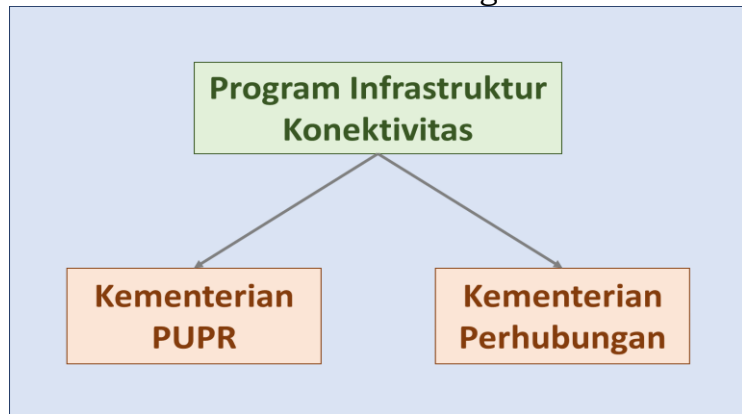 Program Infrastruktur
Konektivitas
Kementerian
PUPR
Kementerian
Perhubungan